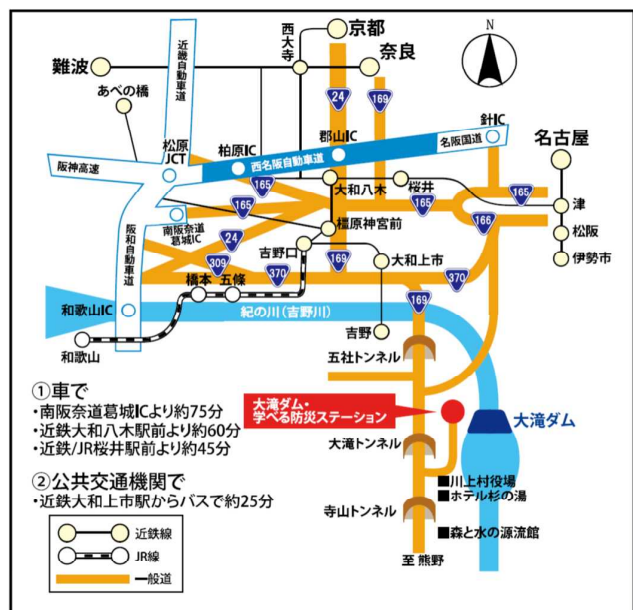 京都
西大寺
難波
奈良
あべの橋
近畿自動車道
24
169
針IC
松原
JCT
柏原IC
郡山IC
名阪国道
名古屋
阪神高速
西名阪自動車道
165
大和八木
桜井
165
165
津
南阪奈道
葛城IC
165
166
松阪
阪和自動車道
24
橿原神宮前
吉野口
伊勢市
309
370
169
大和上市
370
橋本
五條
169
和歌山IC
紀の川(吉野川)
吉野
和歌山
五社トンネル
①車で
・南阪奈道葛城ICより約75分
・近鉄大和八木駅前より約60分
・近鉄/JR桜井駅前より約45分
大滝ダム・
学べる防災ステーション
大滝ダム
大滝トンネル
②公共交通機関で
・近鉄大和上市駅からバスで約25分
■川上村役場
■ホテル杉の湯
寺山トンネル
■森と水の源流館
近鉄線
JR線
一般道
至 熊野